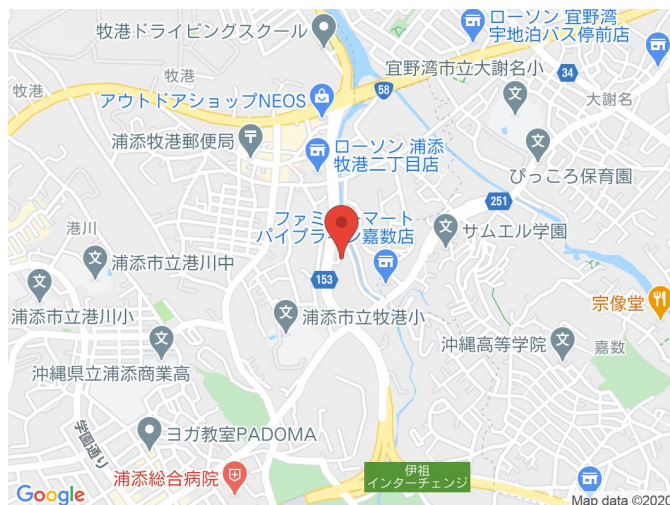 牧港ドライビングスクール
ローソン 宜野湾
宇地泊バス停前店
牧港
牧港
宜野湾市立大謝名小
34
58
大謝名
アウトドアショップNEOS
浦添牧港郵便局
ローソン 浦添
牧港二丁目店
ぴっころ保育園
251
港川
ファミリーマート
パイプライン嘉数店
サムエル学園
浦添市立港川中
153
宗像堂
浦添市立港川小
浦添市立牧港小
沖縄高等学院
嘉数
沖縄県立浦添商業高
学園通り
ヨガ教室PADOMA
浦添総合病院
伊祖
インターチェンジ
Google
Map data ©2020